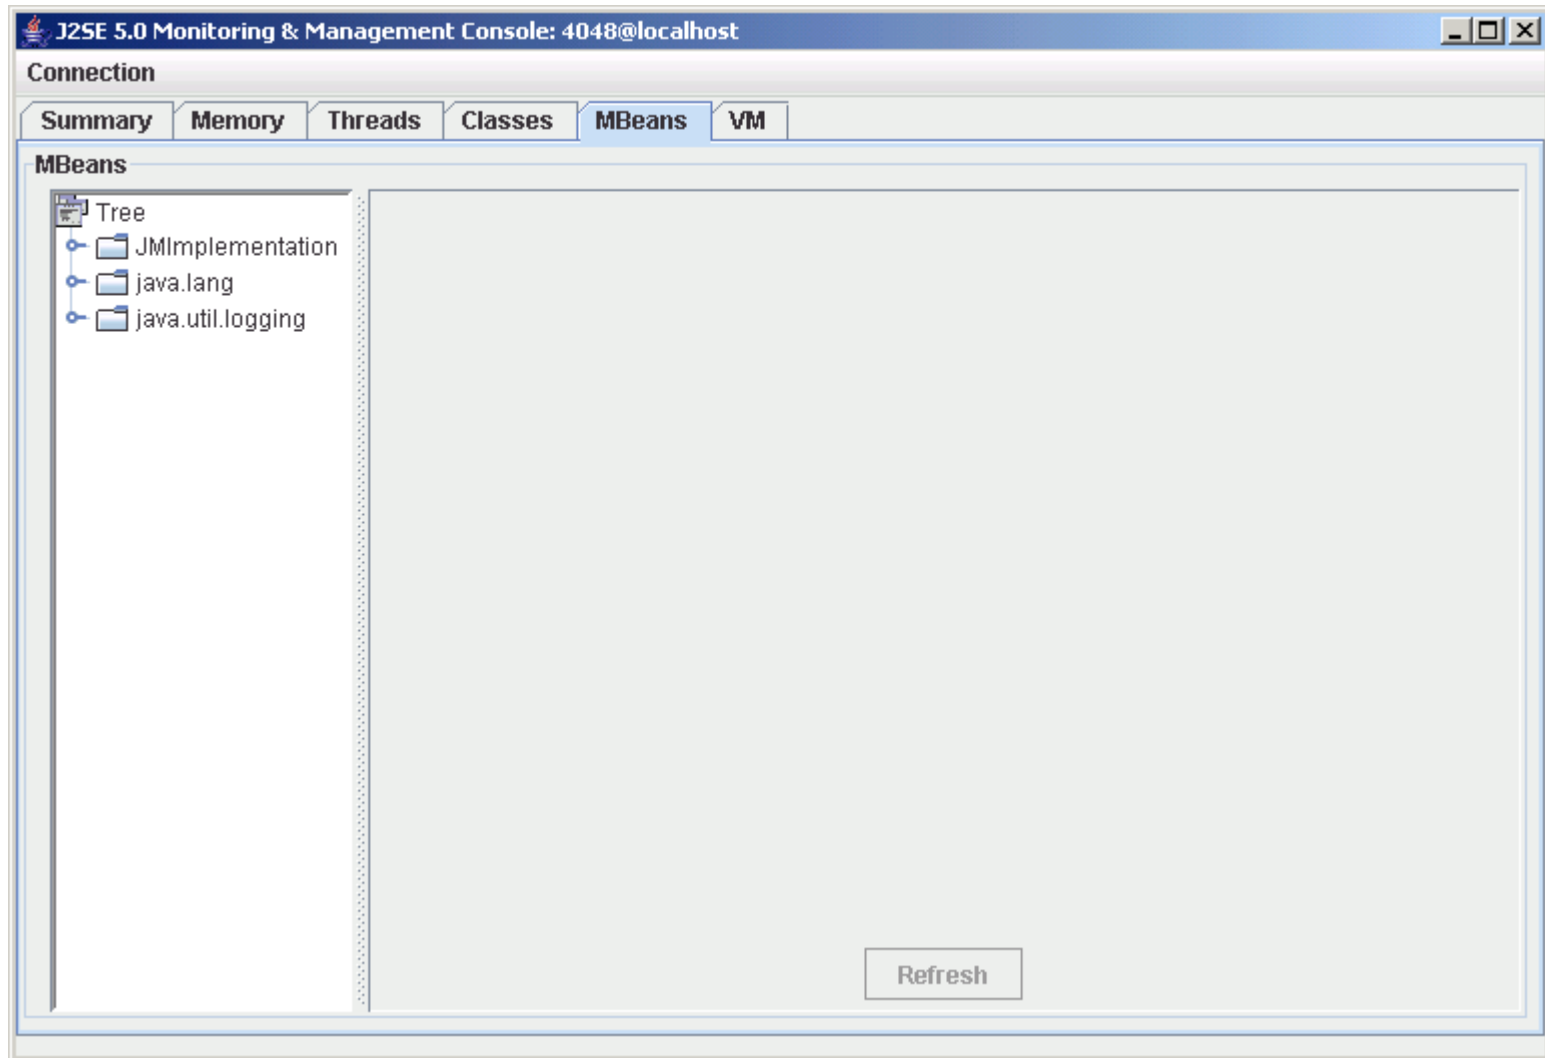 J2SE 5.0 Monitoring & Management Console: 4048@localhost
Connection
Summary Memory Threads Classes MBeans VM
MBeans
Tree
JMImplementation
java.lang
java.util.logging
Refresh